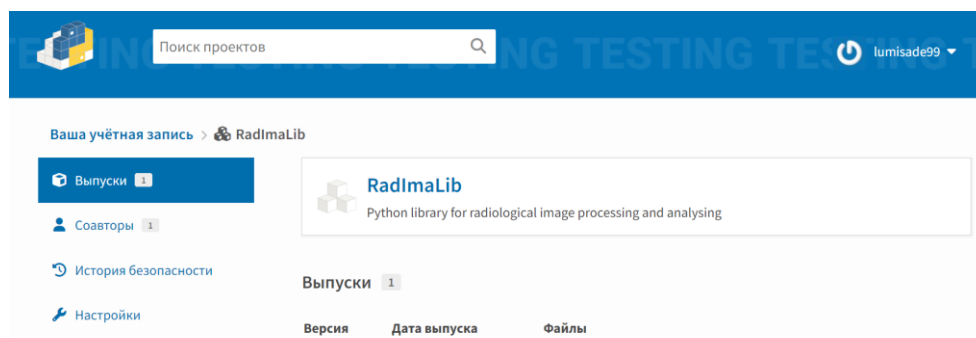 TESTING TESTING TESTING TESTING
Поиск проектов
lumisade99
Ваша учётная запись > RadImaLib
Выпуски 1
RadImaLib
Python library for radiological image processing and analysing
Соавторы 1
История безопасности
Выпуски 1
Настройки
Версия Дата выпуска Файлы